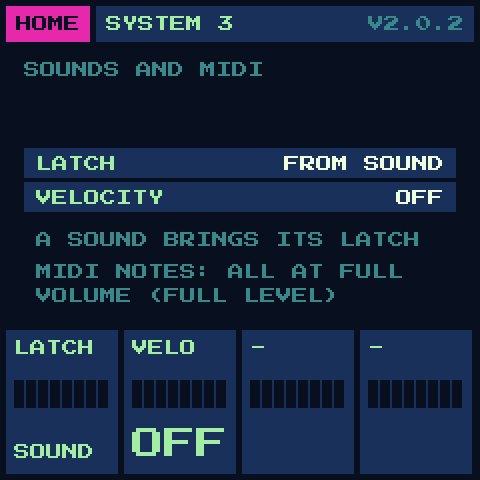 HOME SYSTEM 3 V2.0.2
SOUNDS AND MIDI
LATCH FROM SOUND
VELOCITY OFF
A SOUND BRINGS ITS LATCH
MIDI NOTES: ALL AT FULL
VOLUME (FULL LEVEL)
LATCH VELO - -
SOUND OFF